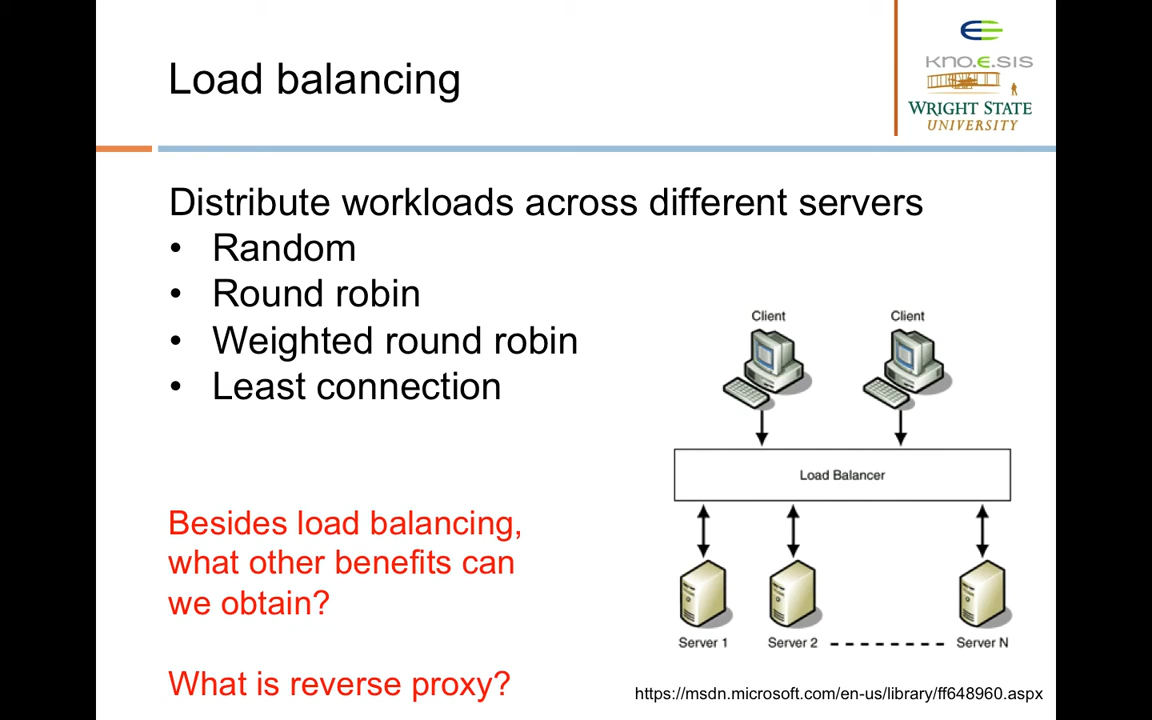 Load balancing
kno.e.sis
WRIGHT STATE
UNIVERSITY
Distribute workloads across different servers
• Random
• Round robin
• Weighted round robin
• Least connection
Client Client
Load Balancer
Server 1 Server 2 Server N
Besides load balancing,
what other benefits can
we obtain?
What is reverse proxy?
https://msdn.microsoft.com/en-us/library/ff648960.aspx